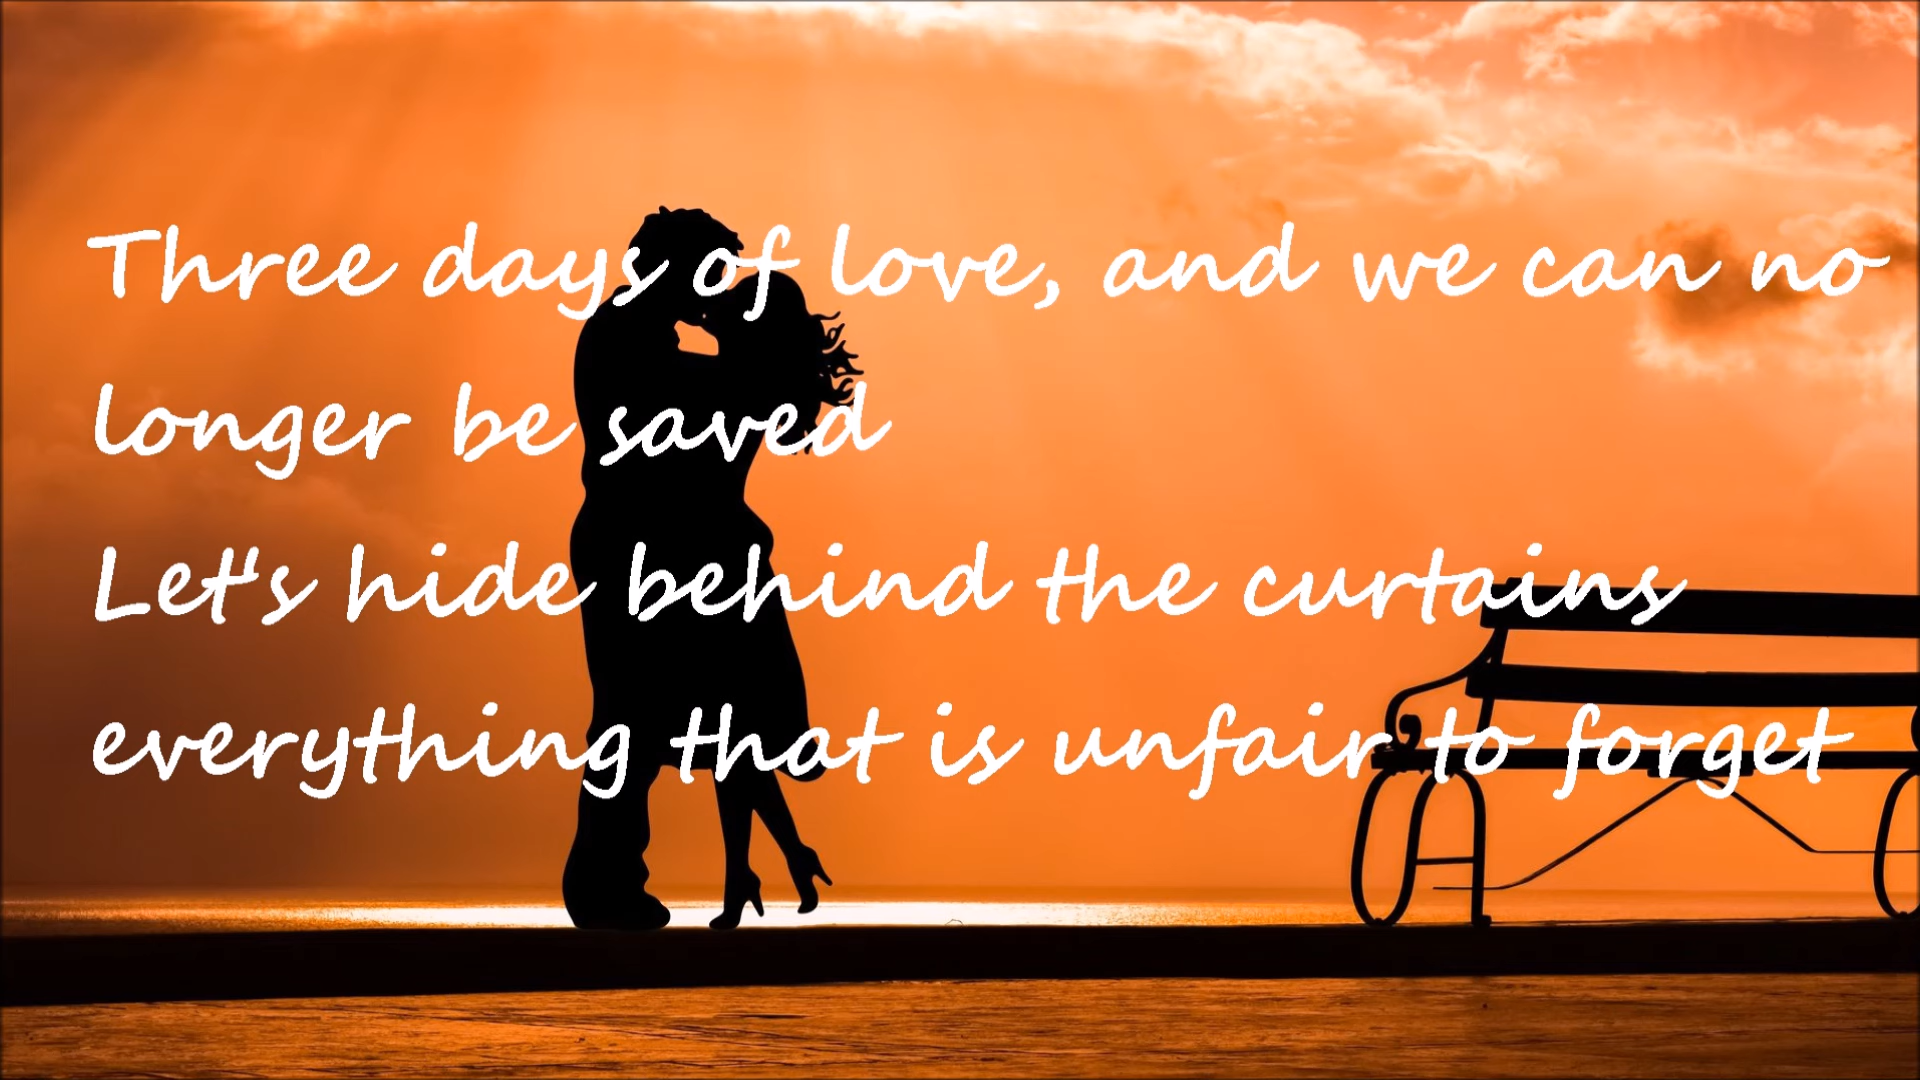 Three days of love, and we can no
longer be saved
Let's hide behind the curtains
everything that is unfair to forget